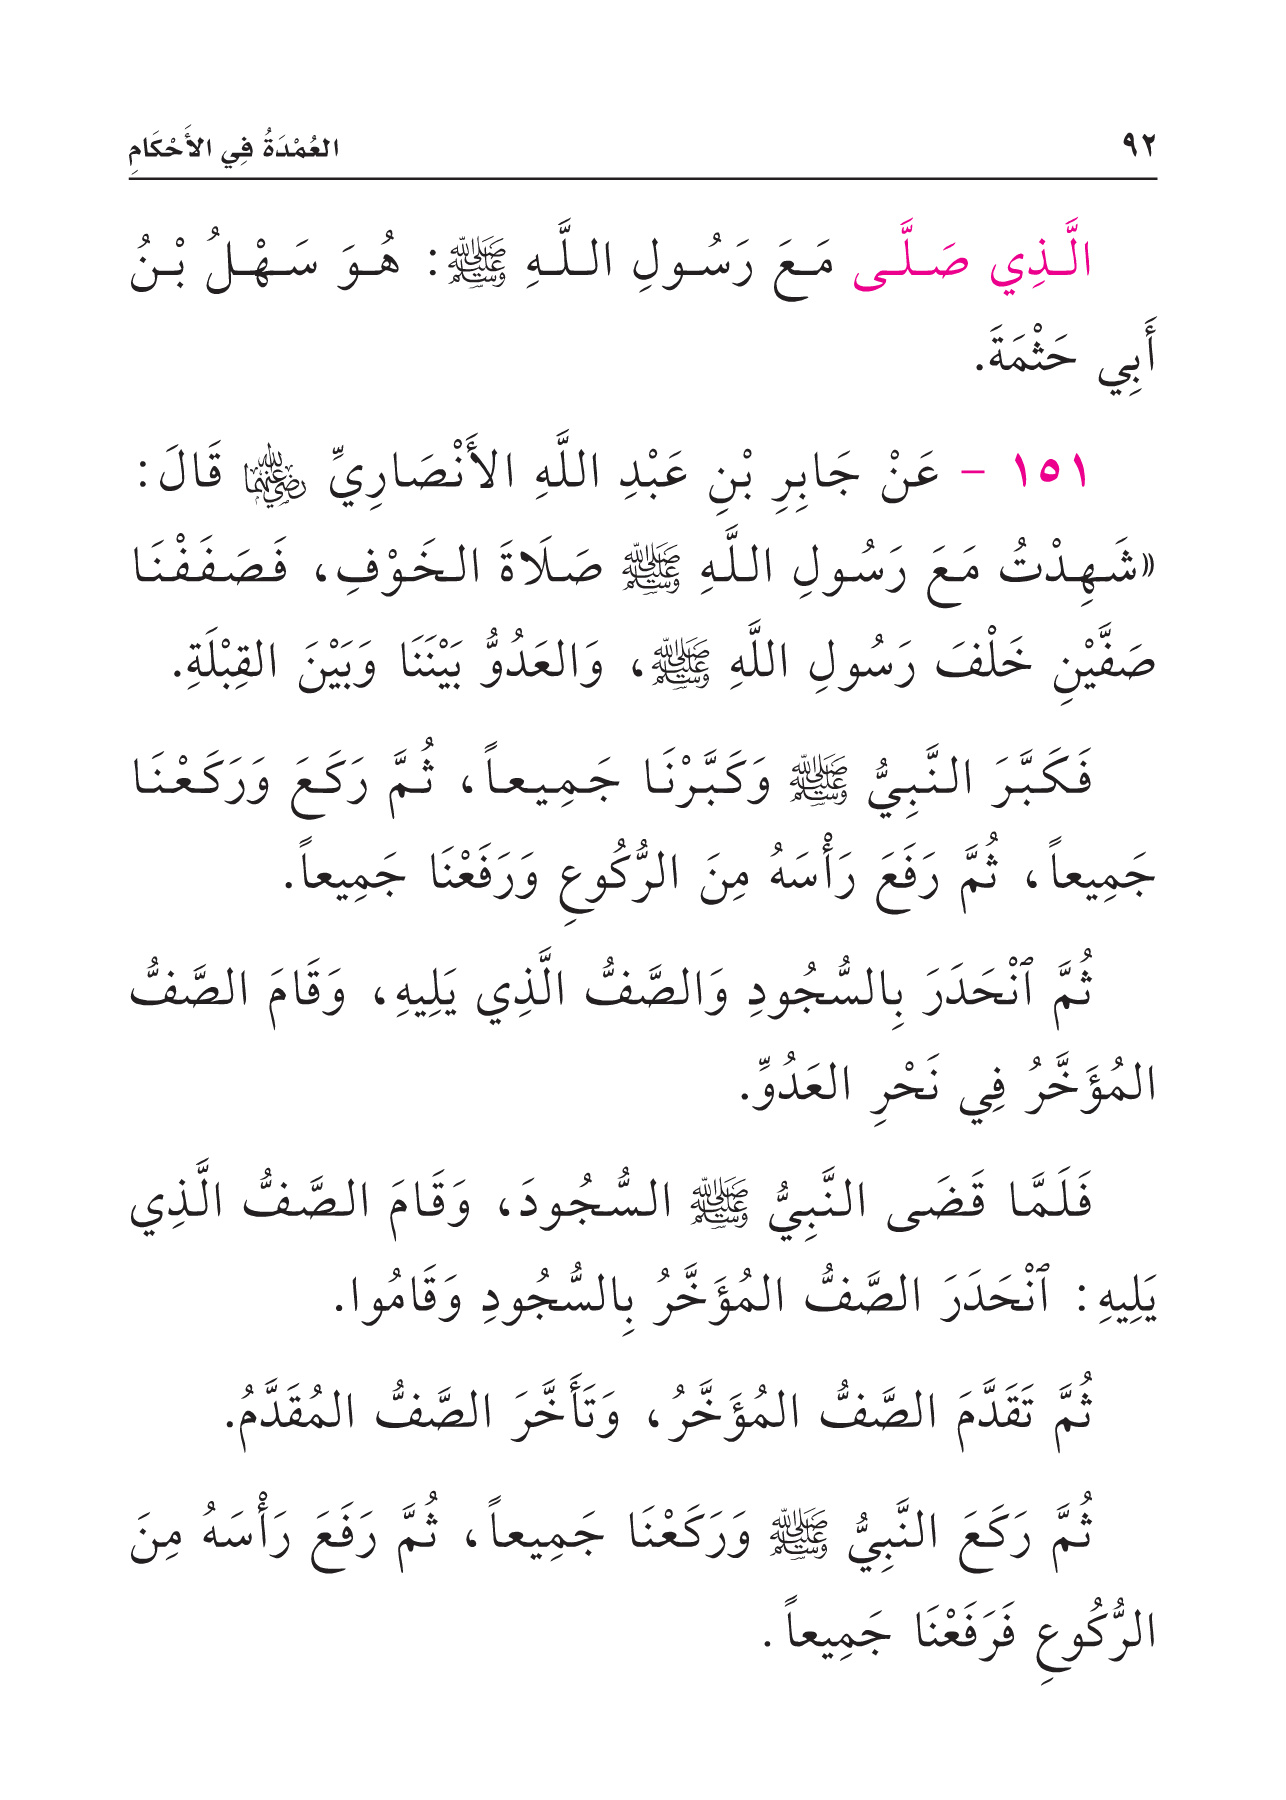 ٩٢ العُمْدَةُ فِي الأَحْكَامِ
الَّذِي صَلَّى مَعَ رَسُولِ اللَّهِ ﷺ: هُوَ سَهْلُ بْنُ
أَبِي حَثْمَةَ.
١٥١ - عَنْ جَابِرِ بْنِ عَبْدِ اللَّهِ الأَنْصَارِيِّ رضي الله عنهما قَالَ:
«شَهِدْتُ مَعَ رَسُولِ اللَّهِ ﷺ صَلَاةَ الخَوْفِ، فَصَفَفْنَا
صَفَّيْنِ خَلْفَ رَسُولِ اللَّهِ ﷺ، وَالعَدُوُّ بَيْنَنَا وَبَيْنَ القِبْلَةِ.
فَكَبَّرَ النَّبِيُّ ﷺ وَكَبَّرْنَا جَمِيعاً، ثُمَّ رَكَعَ وَرَكَعْنَا
جَمِيعاً، ثُمَّ رَفَعَ رَأْسَهُ مِنَ الرُّكُوعِ وَرَفَعْنَا جَمِيعاً.
ثُمَّ ٱنْحَدَرَ بِالسُّجُودِ وَالصَّفُّ الَّذِي يَلِيهِ، وَقَامَ الصَّفُّ
المُؤَخَّرُ فِي نَحْرِ العَدُوِّ.
فَلَمَّا قَضَى النَّبِيُّ ﷺ السُّجُودَ، وَقَامَ الصَّفُّ الَّذِي
يَلِيهِ: ٱنْحَدَرَ الصَّفُّ المُؤَخَّرُ بِالسُّجُودِ وَقَامُوا.
ثُمَّ تَقَدَّمَ الصَّفُّ المُؤَخَّرُ، وَتَأَخَّرَ الصَّفُّ المُقَدَّمُ.
ثُمَّ رَكَعَ النَّبِيُّ ﷺ وَرَكَعْنَا جَمِيعاً، ثُمَّ رَفَعَ رَأْسَهُ مِنَ
الرُّكُوعِ فَرَفَعْنَا جَمِيعاً.